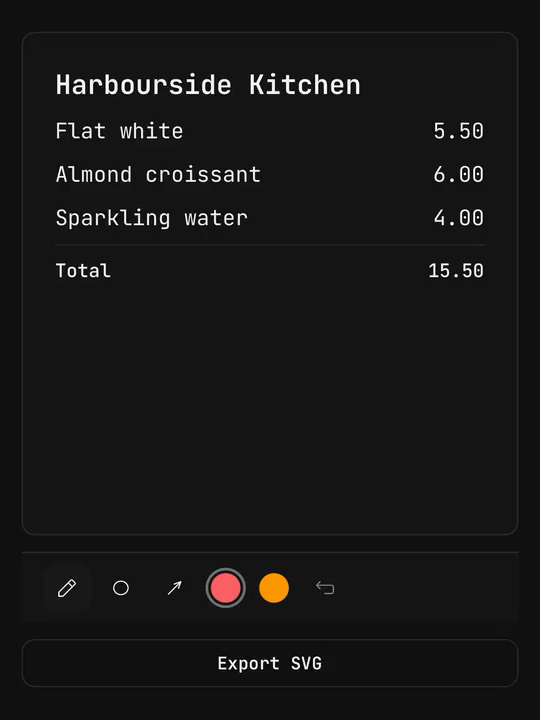 Harbourside Kitchen
Flat white 5.50
Almond croissant 6.00
Sparkling water 4.00
Total 15.50
Export SVG